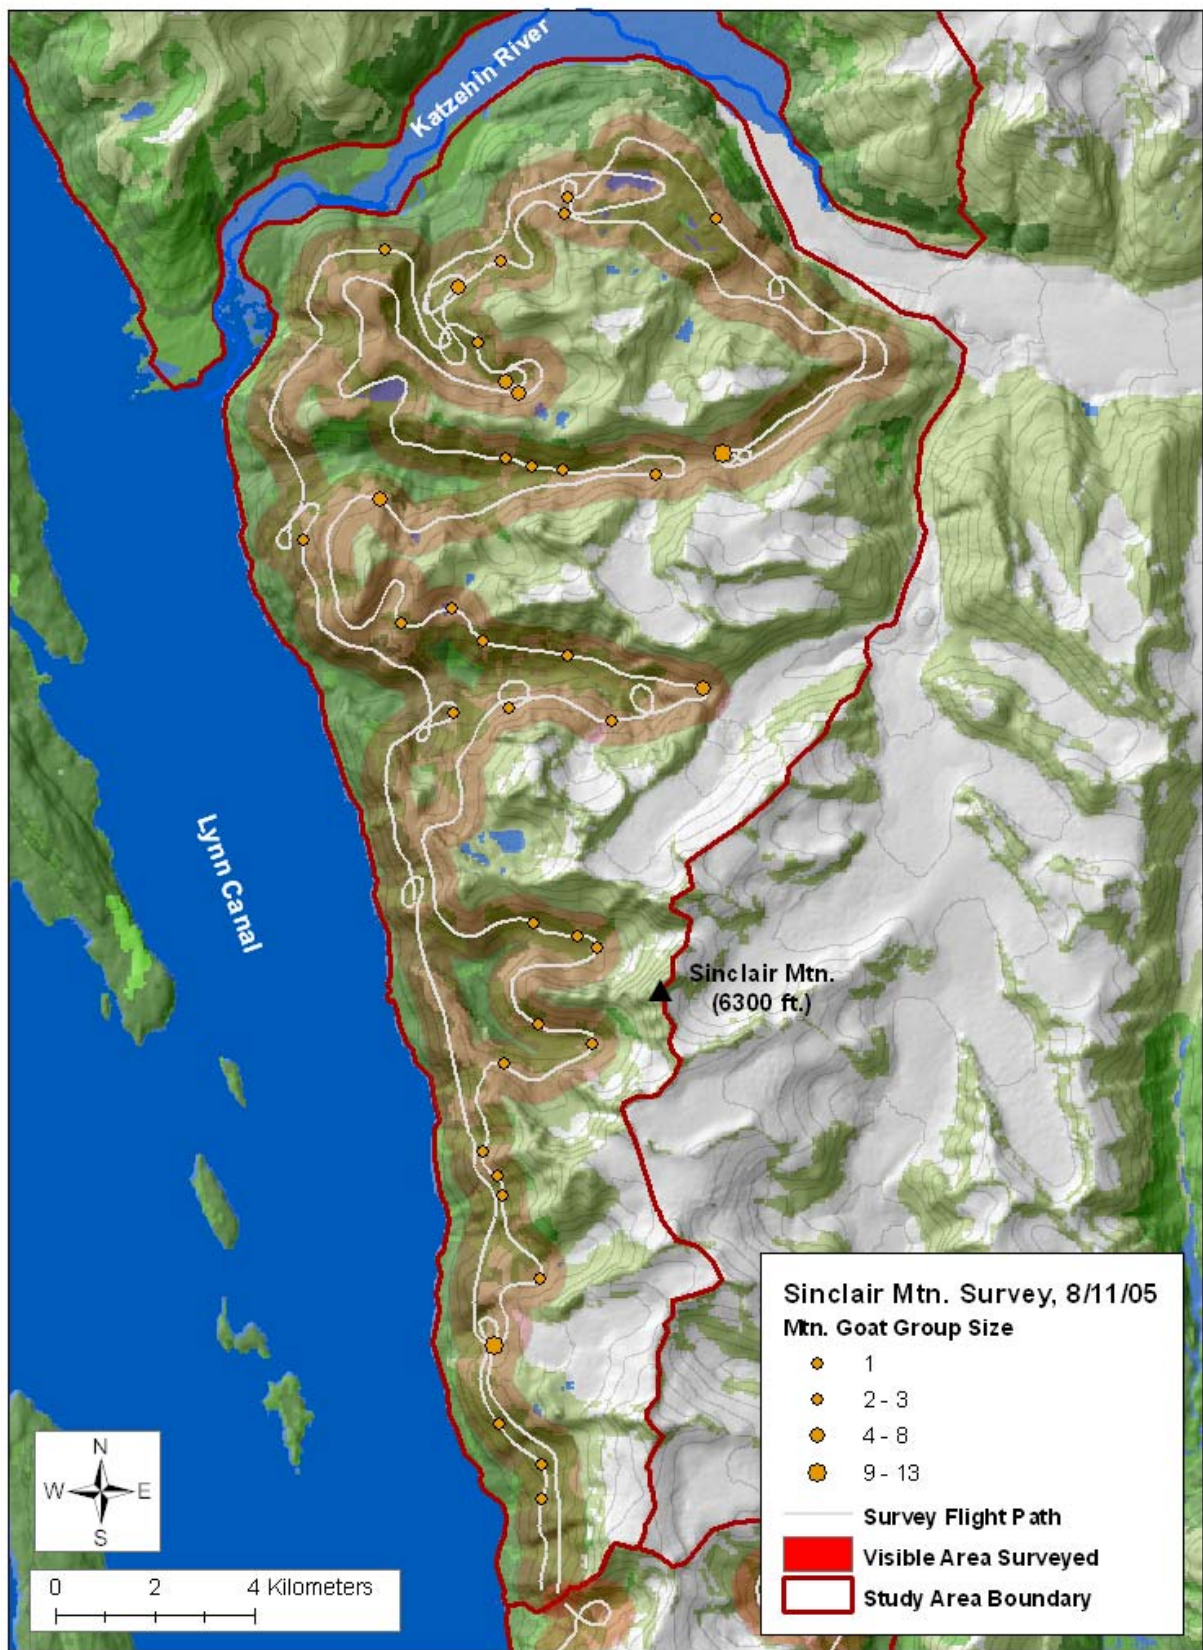 Katzehin River
Lynn Canal
Sinclair Mtn.
(6300 ft.)
Sinclair Mtn. Survey, 8/11/05
Mtn. Goat Group Size
1
2 - 3
4 - 8
9 - 13
Survey Flight Path
Visible Area Surveyed
Study Area Boundary
N
W E
S
0 2 4 Kilometers